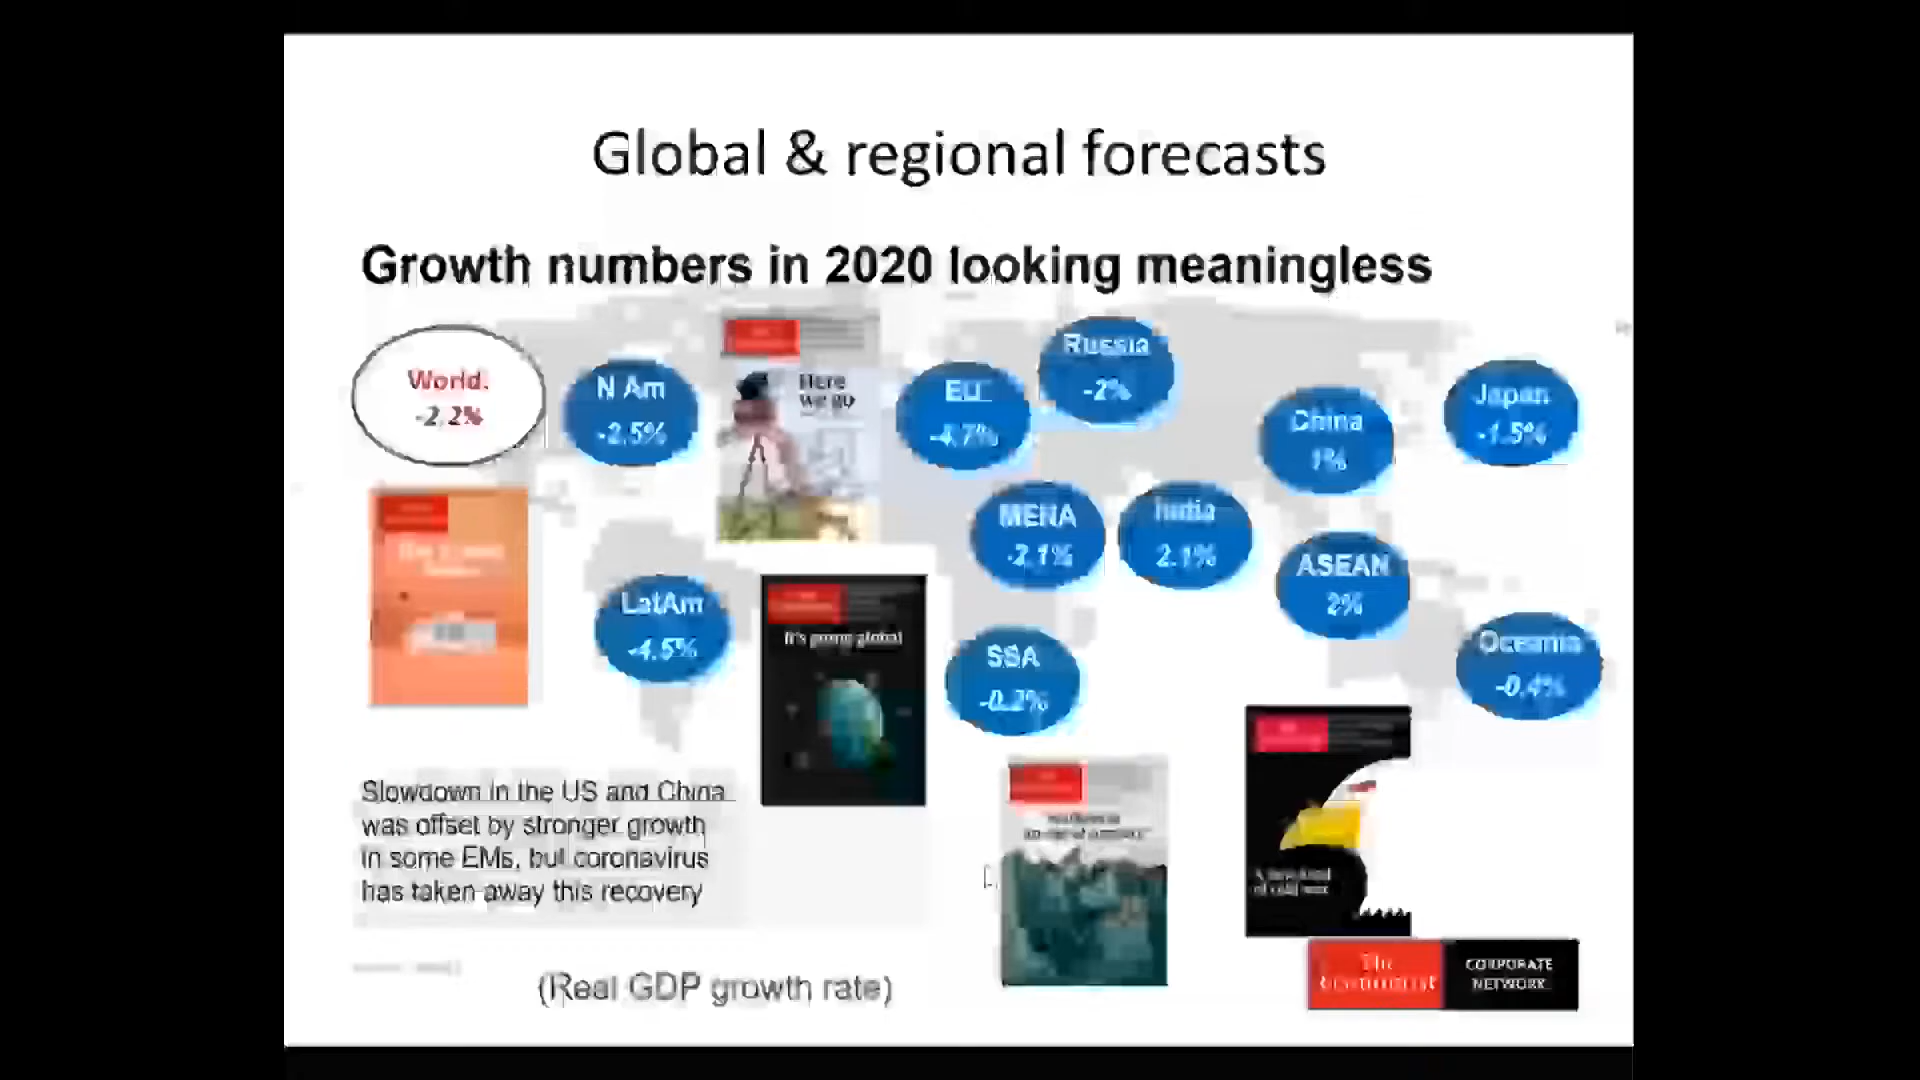 Global & regional forecasts
Growth numbers in 2020 looking meaningless
World.
-2.2%
N Am
-2.5%
Here
we go
EU
-4.7%
Russia
-2%
China
1%
Japan
-1.5%
MENA
-2.1%
India
2.1%
ASEAN
2%
LatAm
-4.5%
It's going global
SSA
-0.2%
Oceania
-0.4%
Slowdown in the US and China
was offset by stronger growth
in some EMs, but coronavirus
has taken away this recovery
(Real GDP growth rate)
The
Economist
CORPORATE
NETWORK